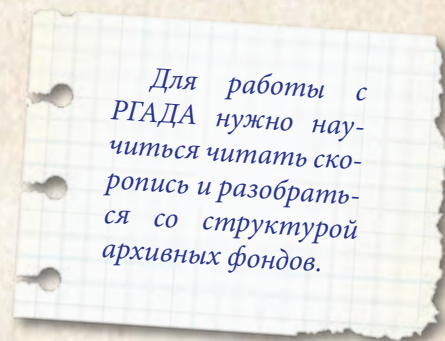 Для работы с
РГАДА нужно нау-
читься читать ско-
ропись и разобрать-
ся со структурой
архивных фондов.